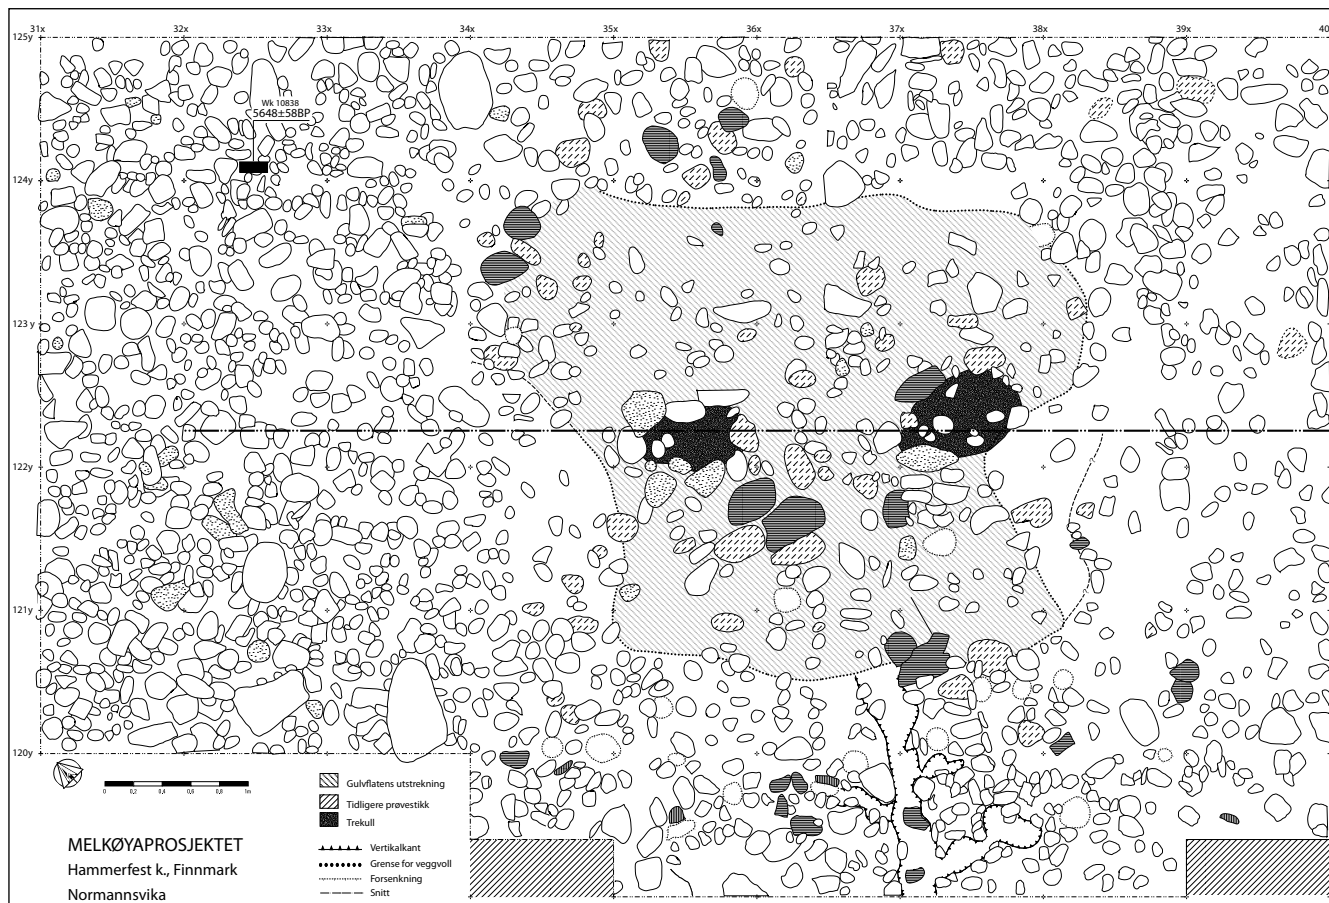 31x 32x 33x 34x 35x 36x 37x 38x 39x 40
125y
Wk 10838
5648±58BP
124y
123 y
122y
121y
120y
0 0,2 0,4 0,6 0,8 1m
Gulvflatens utstrekning
Tidligere prøvestikk
Trekull
Vertikalkant
Grense for veggvoll
Forsenkning
Snitt
MELKØYAPROSJEKTET
Hammerfest k., Finnmark
Normannsvika